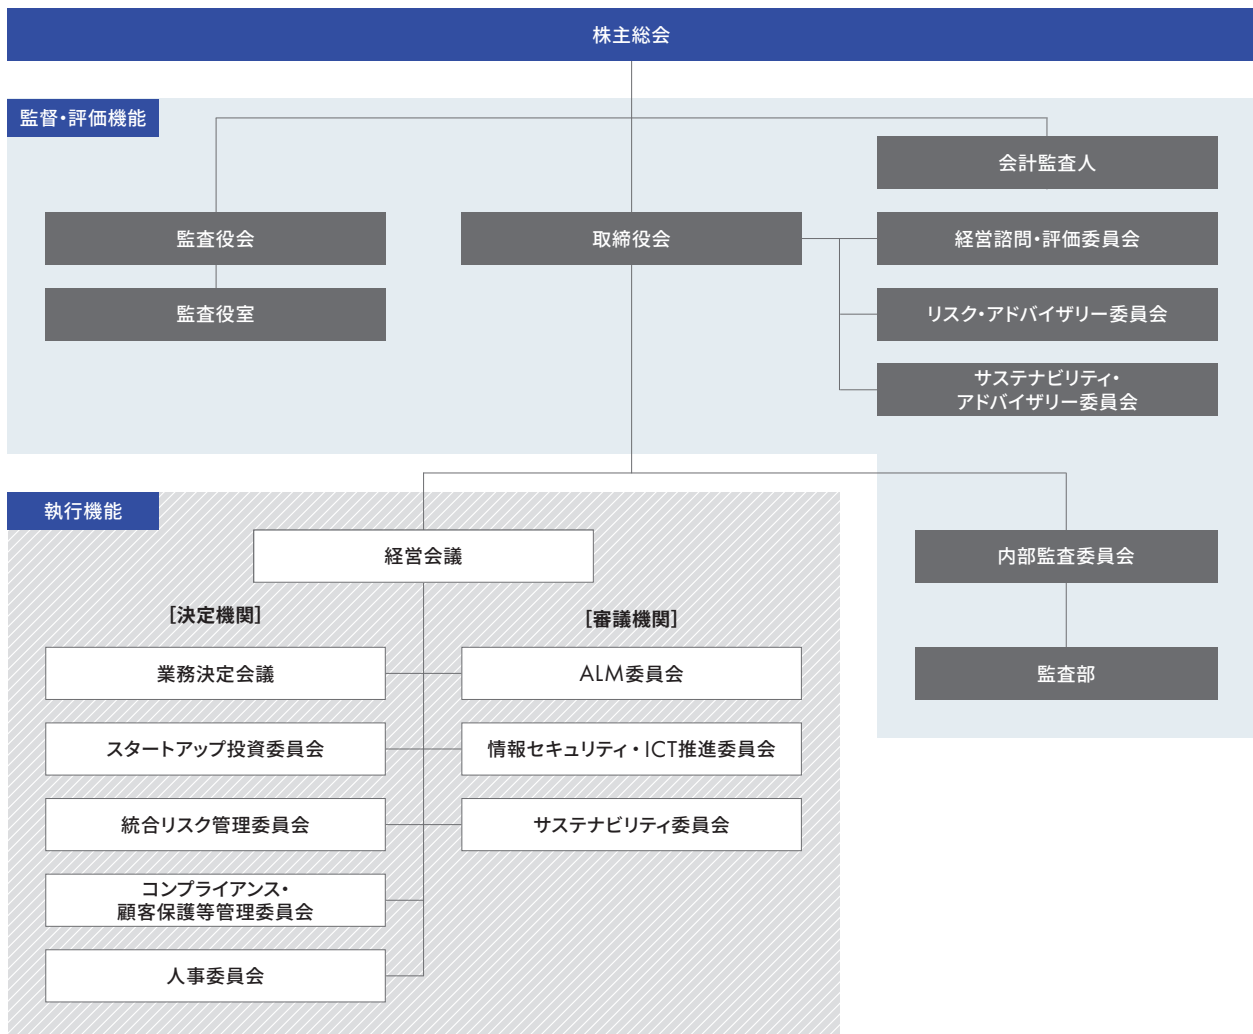 株主総会
監督・評価機能
会計監査人
監査役会
取締役会
経営諮問・評価委員会
監査役室
リスク・アドバイザリー委員会
サステナビリティ・
アドバイザリー委員会
執行機能
経営会議
内部監査委員会
[決定機関]
[審議機関]
業務決定会議
ALM委員会
監査部
スタートアップ投資委員会
情報セキュリティ・ICT推進委員会
統合リスク管理委員会
サステナビリティ委員会
コンプライアンス・
顧客保護等管理委員会
人事委員会